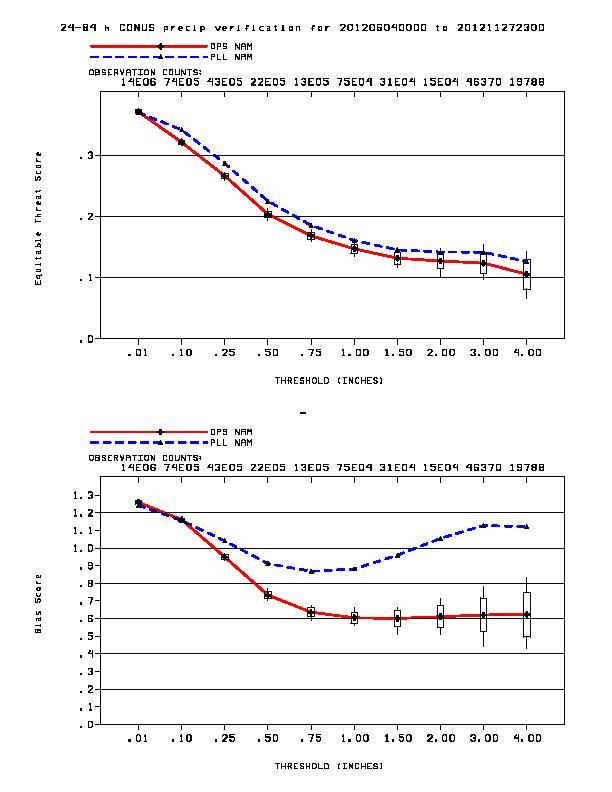 24-84 h CONUS precip verification for 201206040000 to 201211272300
OPS NAM
PLL NAM
OBSERVATION COUNTS:
14E06 74E05 43E05 22E05 13E05 75E04 31E04 15E04 46370 19788
.3
.2
.1
.0
Equitable Threat Score
.01 .10 .25 .50 .75 1.00 1.50 2.00 3.00 4.00
THRESHOLD (INCHES)
OPS NAM
PLL NAM
OBSERVATION COUNTS:
14E06 74E05 43E05 22E05 13E05 75E04 31E04 15E04 46370 19788
1.3
1.2
1.1
1.0
.9
.8
.7
.6
.5
.4
.3
.2
.1
.0
Bias Score
.01 .10 .25 .50 .75 1.00 1.50 2.00 3.00 4.00
THRESHOLD (INCHES)